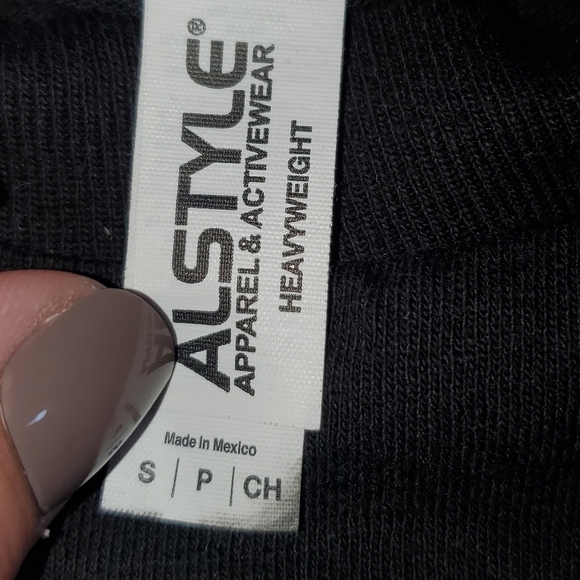 ALSTYLE®
APPAREL & ACTIVEWEAR
HEAVYWEIGHT
Made in Mexico
S | P | CH